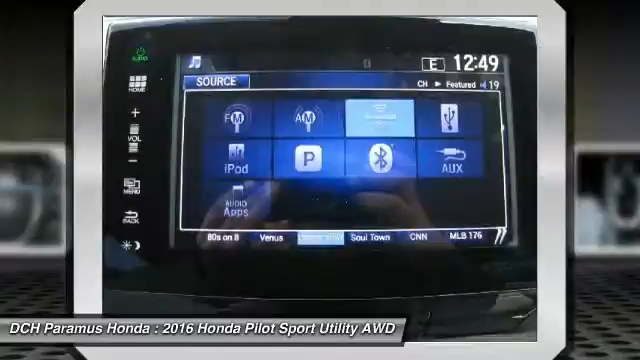 AUDIO
E 12:49
SOURCE
CH ▶ Featured 19
HOME
FM
AM
+
VOL
−
iPod
P
AUX
MENU
AUDIO
Apps
BACK
80s on 8 Venus Soul Town CNN MLB 176
DCH Paramus Honda : 2016 Honda Pilot Sport Utility AWD